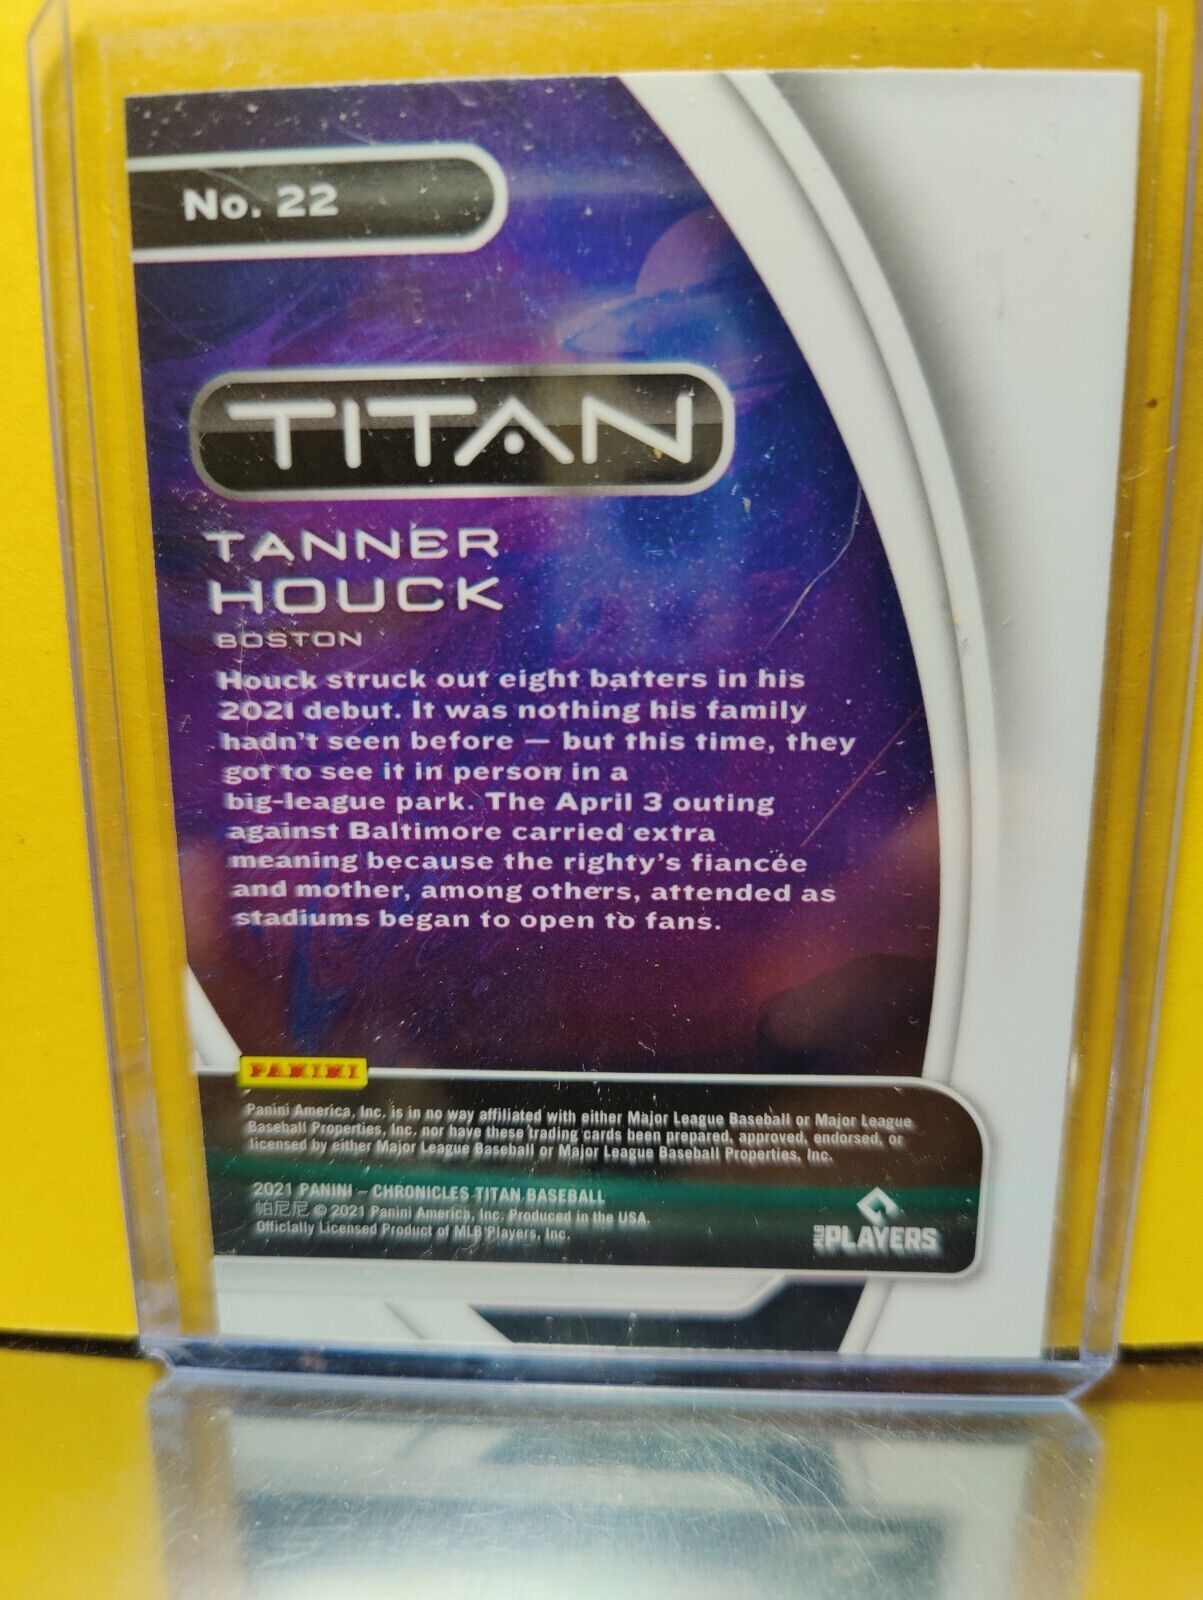 No. 22
TITAN
TANNER
HOUCK
BOSTON
Houck struck out eight batters in his
2021 debut. It was nothing his family
hadn't seen before — but this time, they
got to see it in person in a
big-league park. The April 3 outing
against Baltimore carried extra
meaning because the righty's fiancée
and mother, among others, attended as
stadiums began to open to fans.
PANINI
Panini America, Inc. is in no way affiliated with either Major League Baseball or Major League
Baseball Properties, Inc. nor have these trading cards been prepared, approved, endorsed, or
licensed by either Major League Baseball or Major League Baseball Properties, Inc.
2021 PANINI – CHRONICLES TITAN BASEBALL
帕尼尼 © 2021 Panini America, Inc. Produced in the USA.
Officially Licensed Product of MLB Players, Inc.
MLB PLAYERS